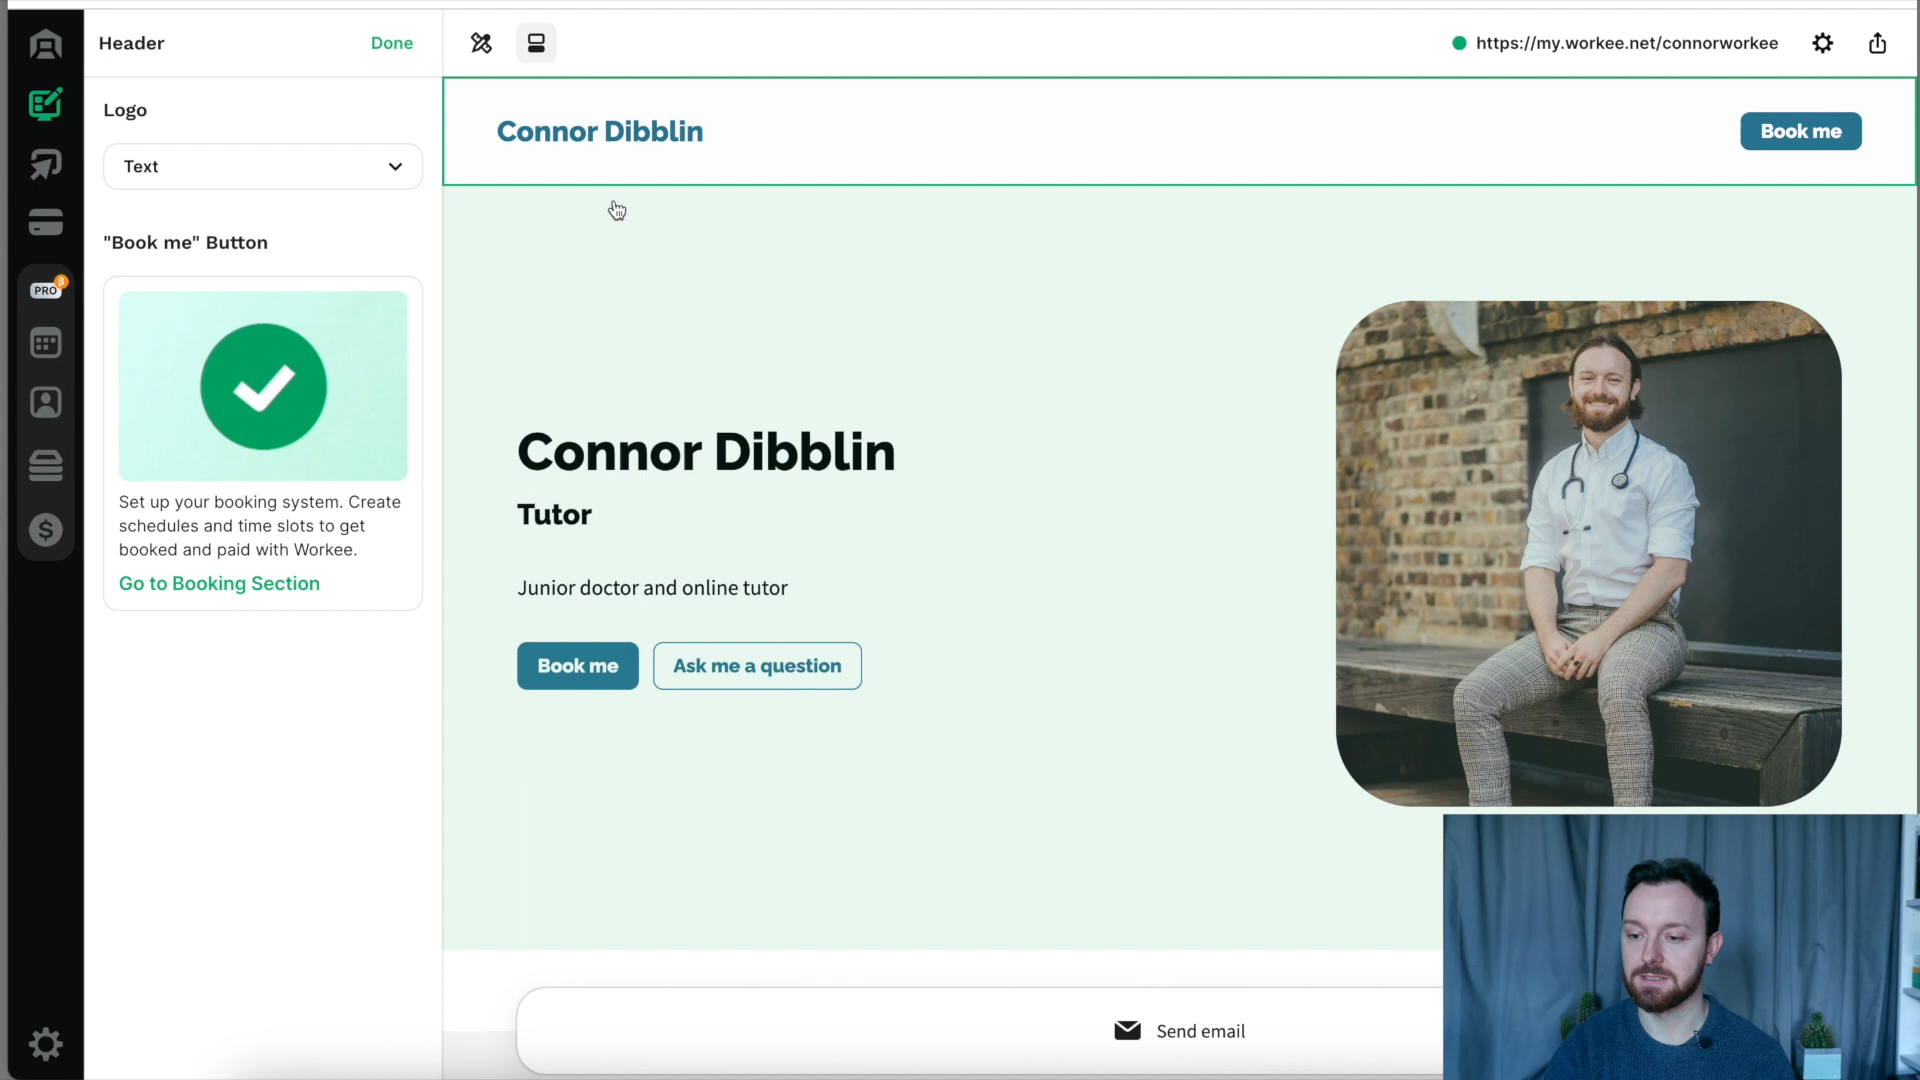 Header
Done
https://my.workee.net/connorworkee
Logo
Text
"Book me" Button
PRO
β
Set up your booking system. Create
schedules and time slots to get
booked and paid with Workee.
Go to Booking Section
Connor Dibblin
Book me
Connor Dibblin
Tutor
Junior doctor and online tutor
Book me
Ask me a question
Send email